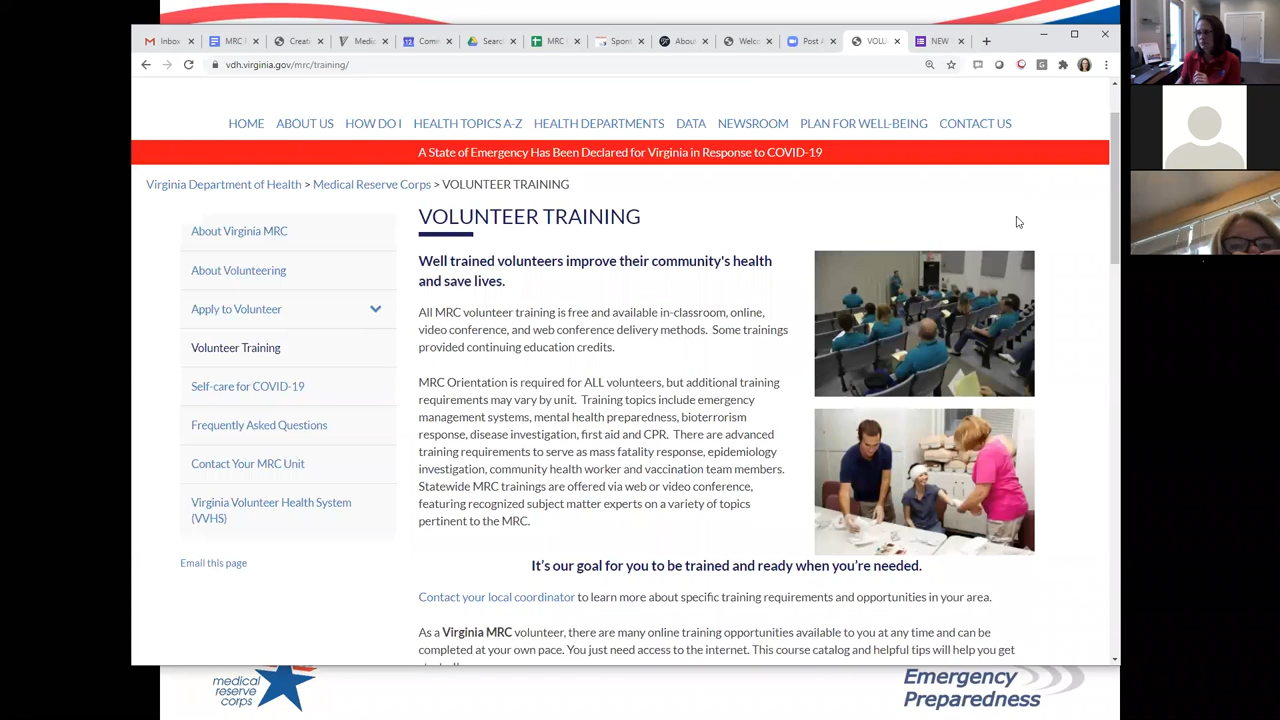 Inbox
MRC
Creati
Medic
Com
Search
MRC
Spont
About
Welco
Post A
VOLU
NEW
vdh.virginia.gov/mrc/training/
HOME ABOUT US HOW DO I HEALTH TOPICS A-Z HEALTH DEPARTMENTS DATA NEWSROOM PLAN FOR WELL-BEING CONTACT US
A State of Emergency Has Been Declared for Virginia in Response to COVID-19
Virginia Department of Health > Medical Reserve Corps > VOLUNTEER TRAINING
About Virginia MRC
About Volunteering
Apply to Volunteer
Volunteer Training
Self-care for COVID-19
Frequently Asked Questions
Contact Your MRC Unit
Virginia Volunteer Health System
(VVHS)
Email this page
VOLUNTEER TRAINING
Well trained volunteers improve their community's health
and save lives.
All MRC volunteer training is free and available in-classroom, online,
video conference, and web conference delivery methods. Some trainings
provided continuing education credits.
MRC Orientation is required for ALL volunteers, but additional training
requirements may vary by unit. Training topics include emergency
management systems, mental health preparedness, bioterrorism
response, disease investigation, first aid and CPR. There are advanced
training requirements to serve as mass fatality response, epidemiology
investigation, community health worker and vaccination team members.
Statewide MRC trainings are offered via web or video conference,
featuring recognized subject matter experts on a variety of topics
pertinent to the MRC.
It's our goal for you to be trained and ready when you're needed.
Contact your local coordinator to learn more about specific training requirements and opportunities in your area.
As a Virginia MRC volunteer, there are many online training opportunities available to you at any time and can be
completed at your own pace. You just need access to the internet. This course catalog and helpful tips will help you get
medical
reserve
corps
Emergency
Preparedness